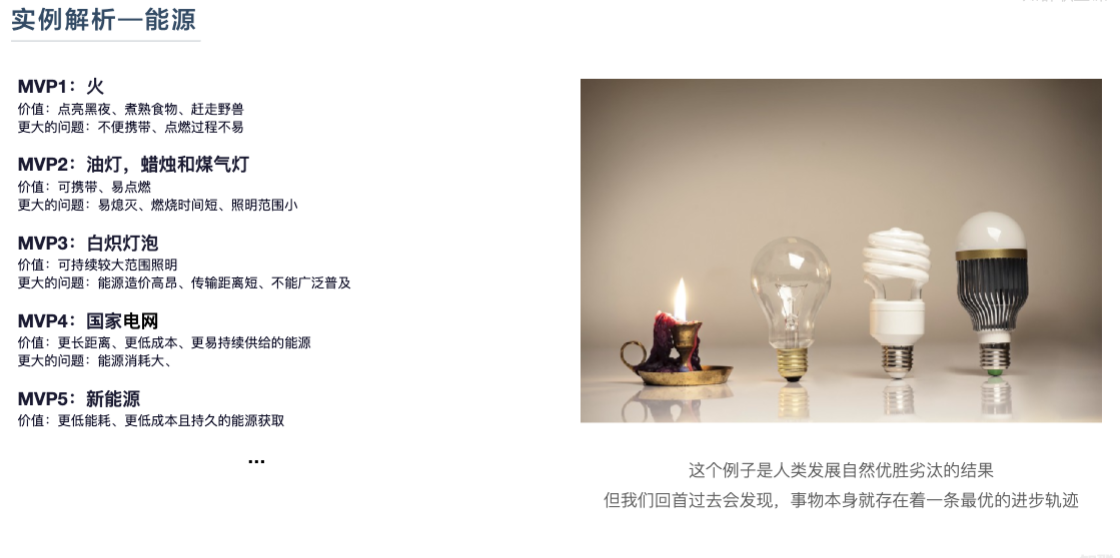 实例解析—能源
MVP1：火
价值：点亮黑夜、煮熟食物、赶走野兽
更大的问题：不便携带、点燃过程不易
MVP2：油灯，蜡烛和煤气灯
价值：可携带、易点燃
更大的问题：易熄灭、燃烧时间短、照明范围小
MVP3：白炽灯泡
价值：可持续较大范围照明
更大的问题：能源造价高昂、传输距离短、不能广泛普及
MVP4：国家电网
价值：更长距离、更低成本、更易持续供给的能源
更大的问题：能源消耗大、
MVP5：新能源
价值：更低能耗、更低成本且持久的能源获取
...
这个例子是人类发展自然优胜劣汰的结果
但我们回首过去会发现，事物本身就存在着一条最优的进步轨迹